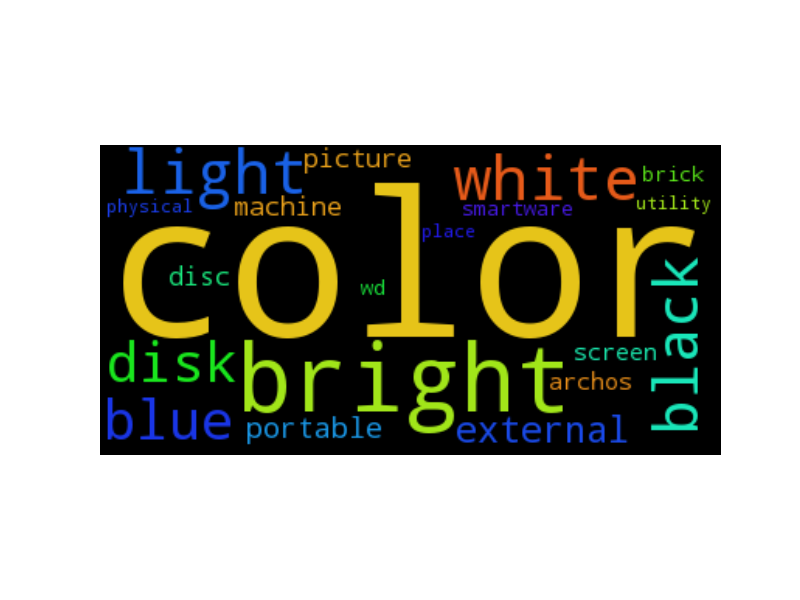 light
picture
white
brick
physical
machine
smartware
utility
place
color
disc
wd
black
disk
bright
screen
archos
blue
portable
external